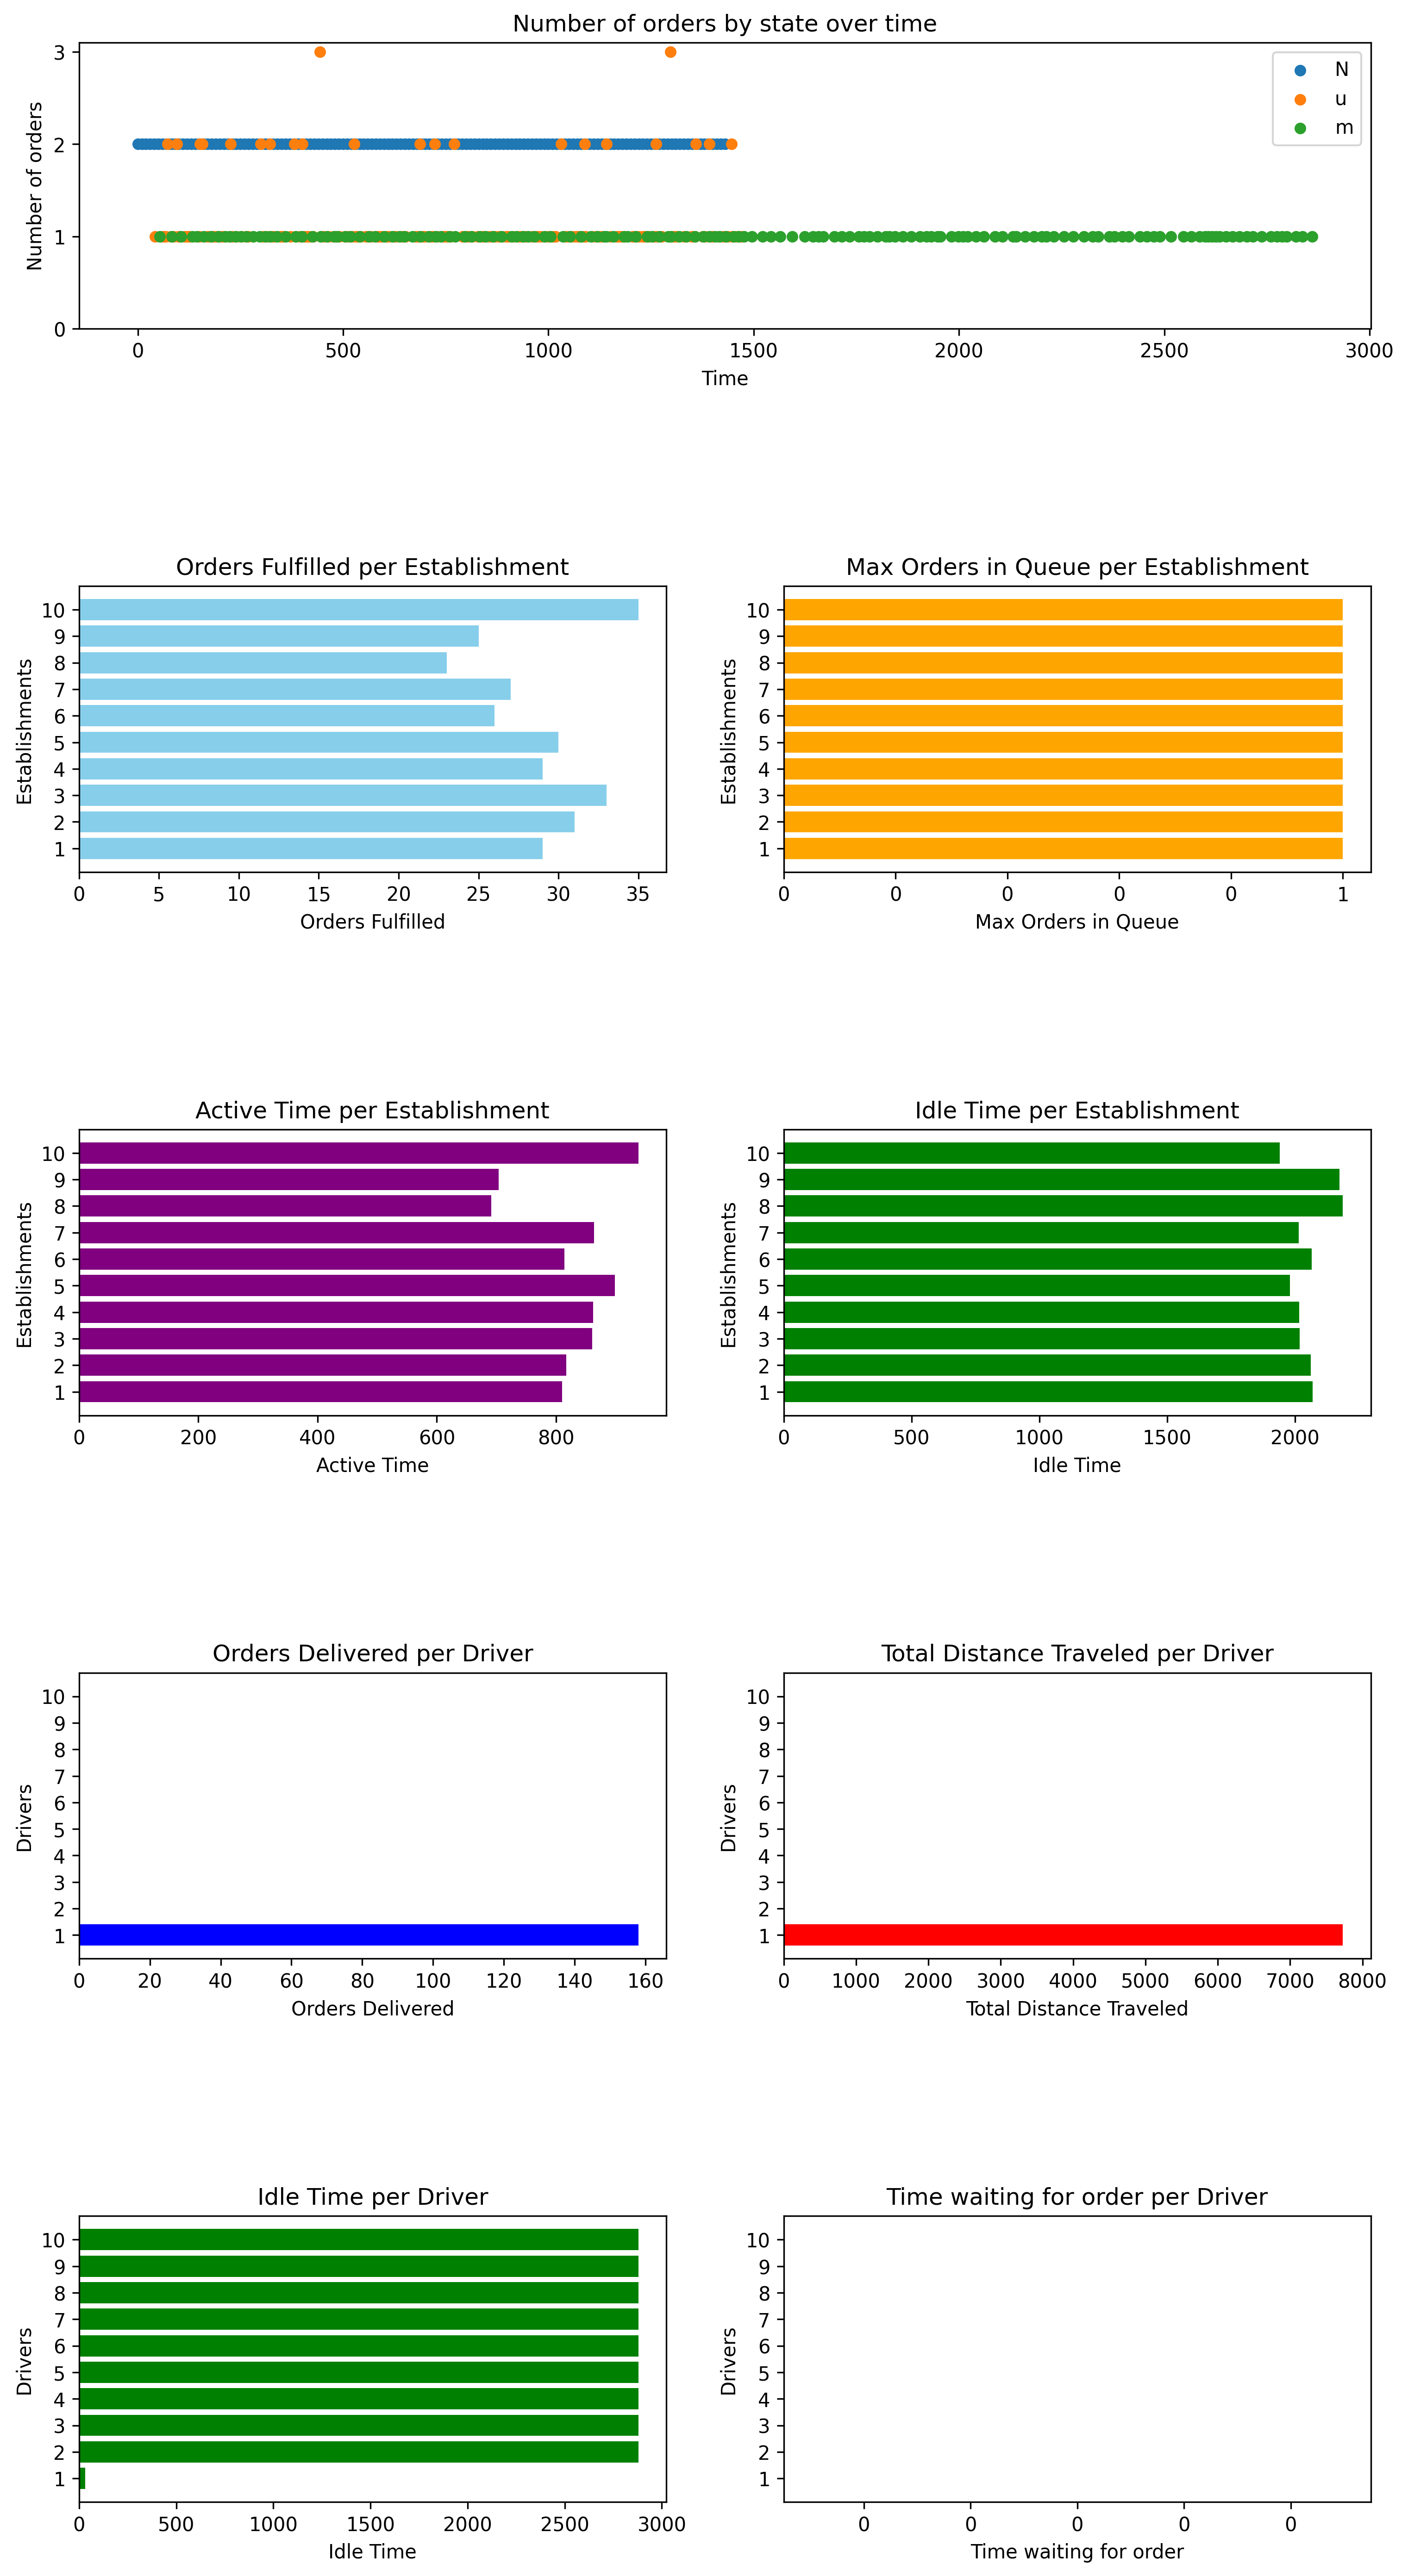 Number of orders by state over time
Number of orders
3
2
1
0
N
u
m
0 500 1000 1500 2000 2500 3000
Time
Orders Fulfilled per Establishment
Establishments
10
9
8
7
6
5
4
3
2
1
0 5 10 15 20 25 30 35
Orders Fulfilled
Max Orders in Queue per Establishment
Establishments
10
9
8
7
6
5
4
3
2
1
0 0 0 0 0 1
Max Orders in Queue
Active Time per Establishment
Establishments
10
9
8
7
6
5
4
3
2
1
0 200 400 600 800
Active Time
Idle Time per Establishment
Establishments
10
9
8
7
6
5
4
3
2
1
0 500 1000 1500 2000
Idle Time
Orders Delivered per Driver
Drivers
10
9
8
7
6
5
4
3
2
1
0 20 40 60 80 100 120 140 160
Orders Delivered
Total Distance Traveled per Driver
Drivers
10
9
8
7
6
5
4
3
2
1
0 1000 2000 3000 4000 5000 6000 7000 8000
Total Distance Traveled
Idle Time per Driver
Drivers
10
9
8
7
6
5
4
3
2
1
0 500 1000 1500 2000 2500 3000
Idle Time
Time waiting for order per Driver
Drivers
10
9
8
7
6
5
4
3
2
1
0 0 0 0 0
Time waiting for order